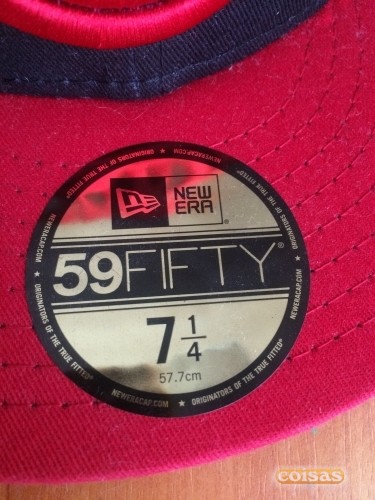 NEW ERA
59FIFTY®
7 1/4
57.7cm
NEWERACAP.COM ★ ORIGINATORS OF THE TRUE FITTED® ★ NEWERACAP.COM ★ ORIGINATORS OF THE TRUE FITTED® ★ NEWERACAP.COM ★ ORIGINATORS OF THE TRUE FITTED® ★ NEWERACAP.COM ★ ORIGINATORS OF THE TRUE FITTED®
coisas